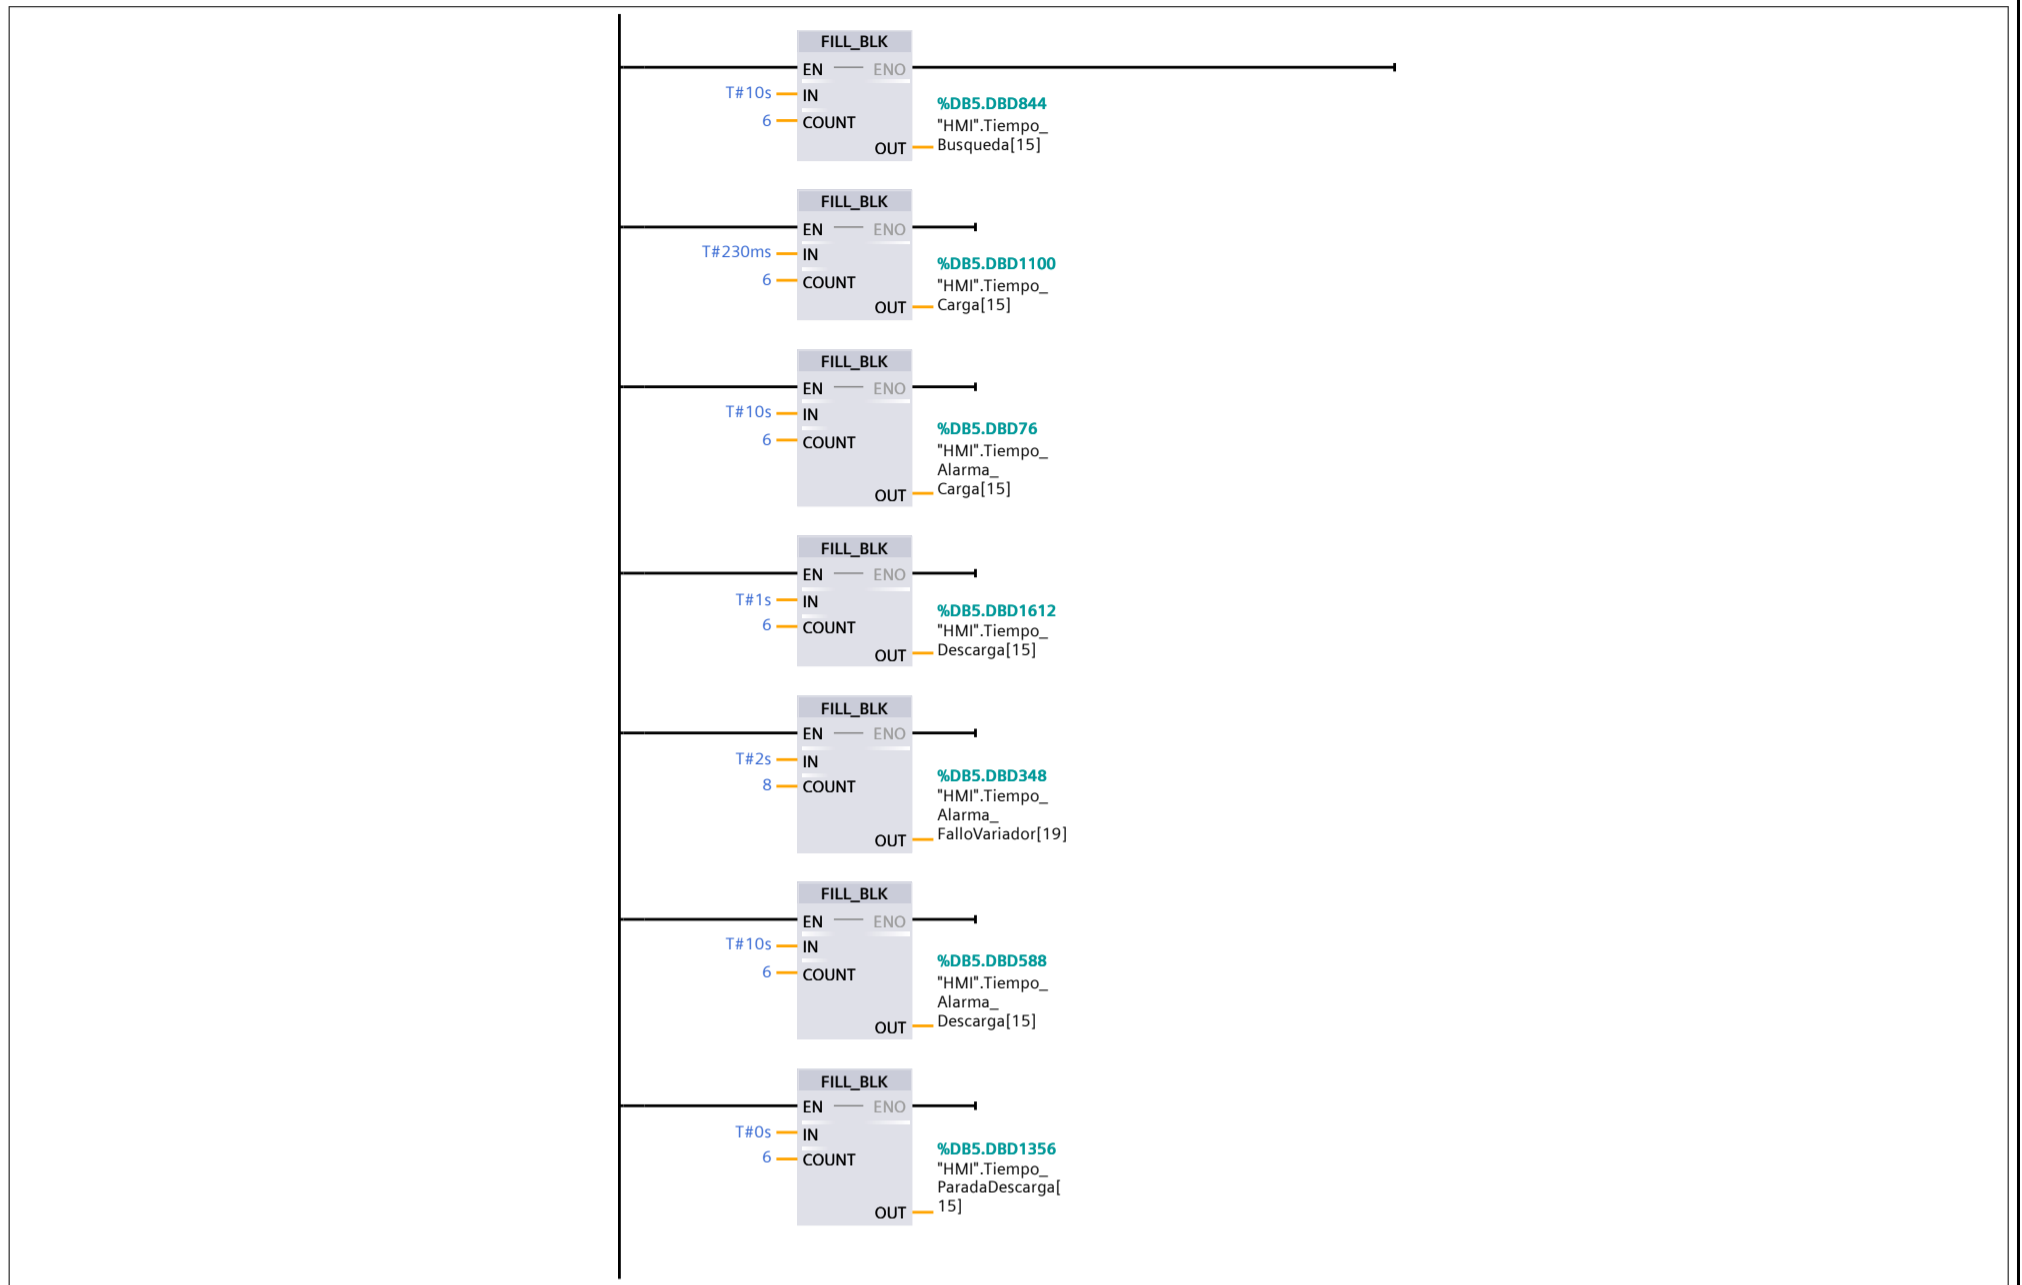 FILL_BLK
EN ENO
T#10s IN
%DB5.DBD844
6 COUNT
"HMI".Tiempo_
OUT Busqueda[15]
FILL_BLK
EN ENO
T#230ms IN
%DB5.DBD1100
6 COUNT
"HMI".Tiempo_
OUT Carga[15]
FILL_BLK
EN ENO
T#10s IN
%DB5.DBD76
6 COUNT
"HMI".Tiempo_
Alarma_
OUT Carga[15]
FILL_BLK
EN ENO
T#1s IN
%DB5.DBD1612
6 COUNT
"HMI".Tiempo_
OUT Descarga[15]
FILL_BLK
EN ENO
T#2s IN
%DB5.DBD348
8 COUNT
"HMI".Tiempo_
Alarma_
OUT FalloVariador[19]
FILL_BLK
EN ENO
T#10s IN
%DB5.DBD588
6 COUNT
"HMI".Tiempo_
Alarma_
OUT Descarga[15]
FILL_BLK
EN ENO
T#0s IN
%DB5.DBD1356
6 COUNT
"HMI".Tiempo_
ParadaDescarga[
OUT 15]